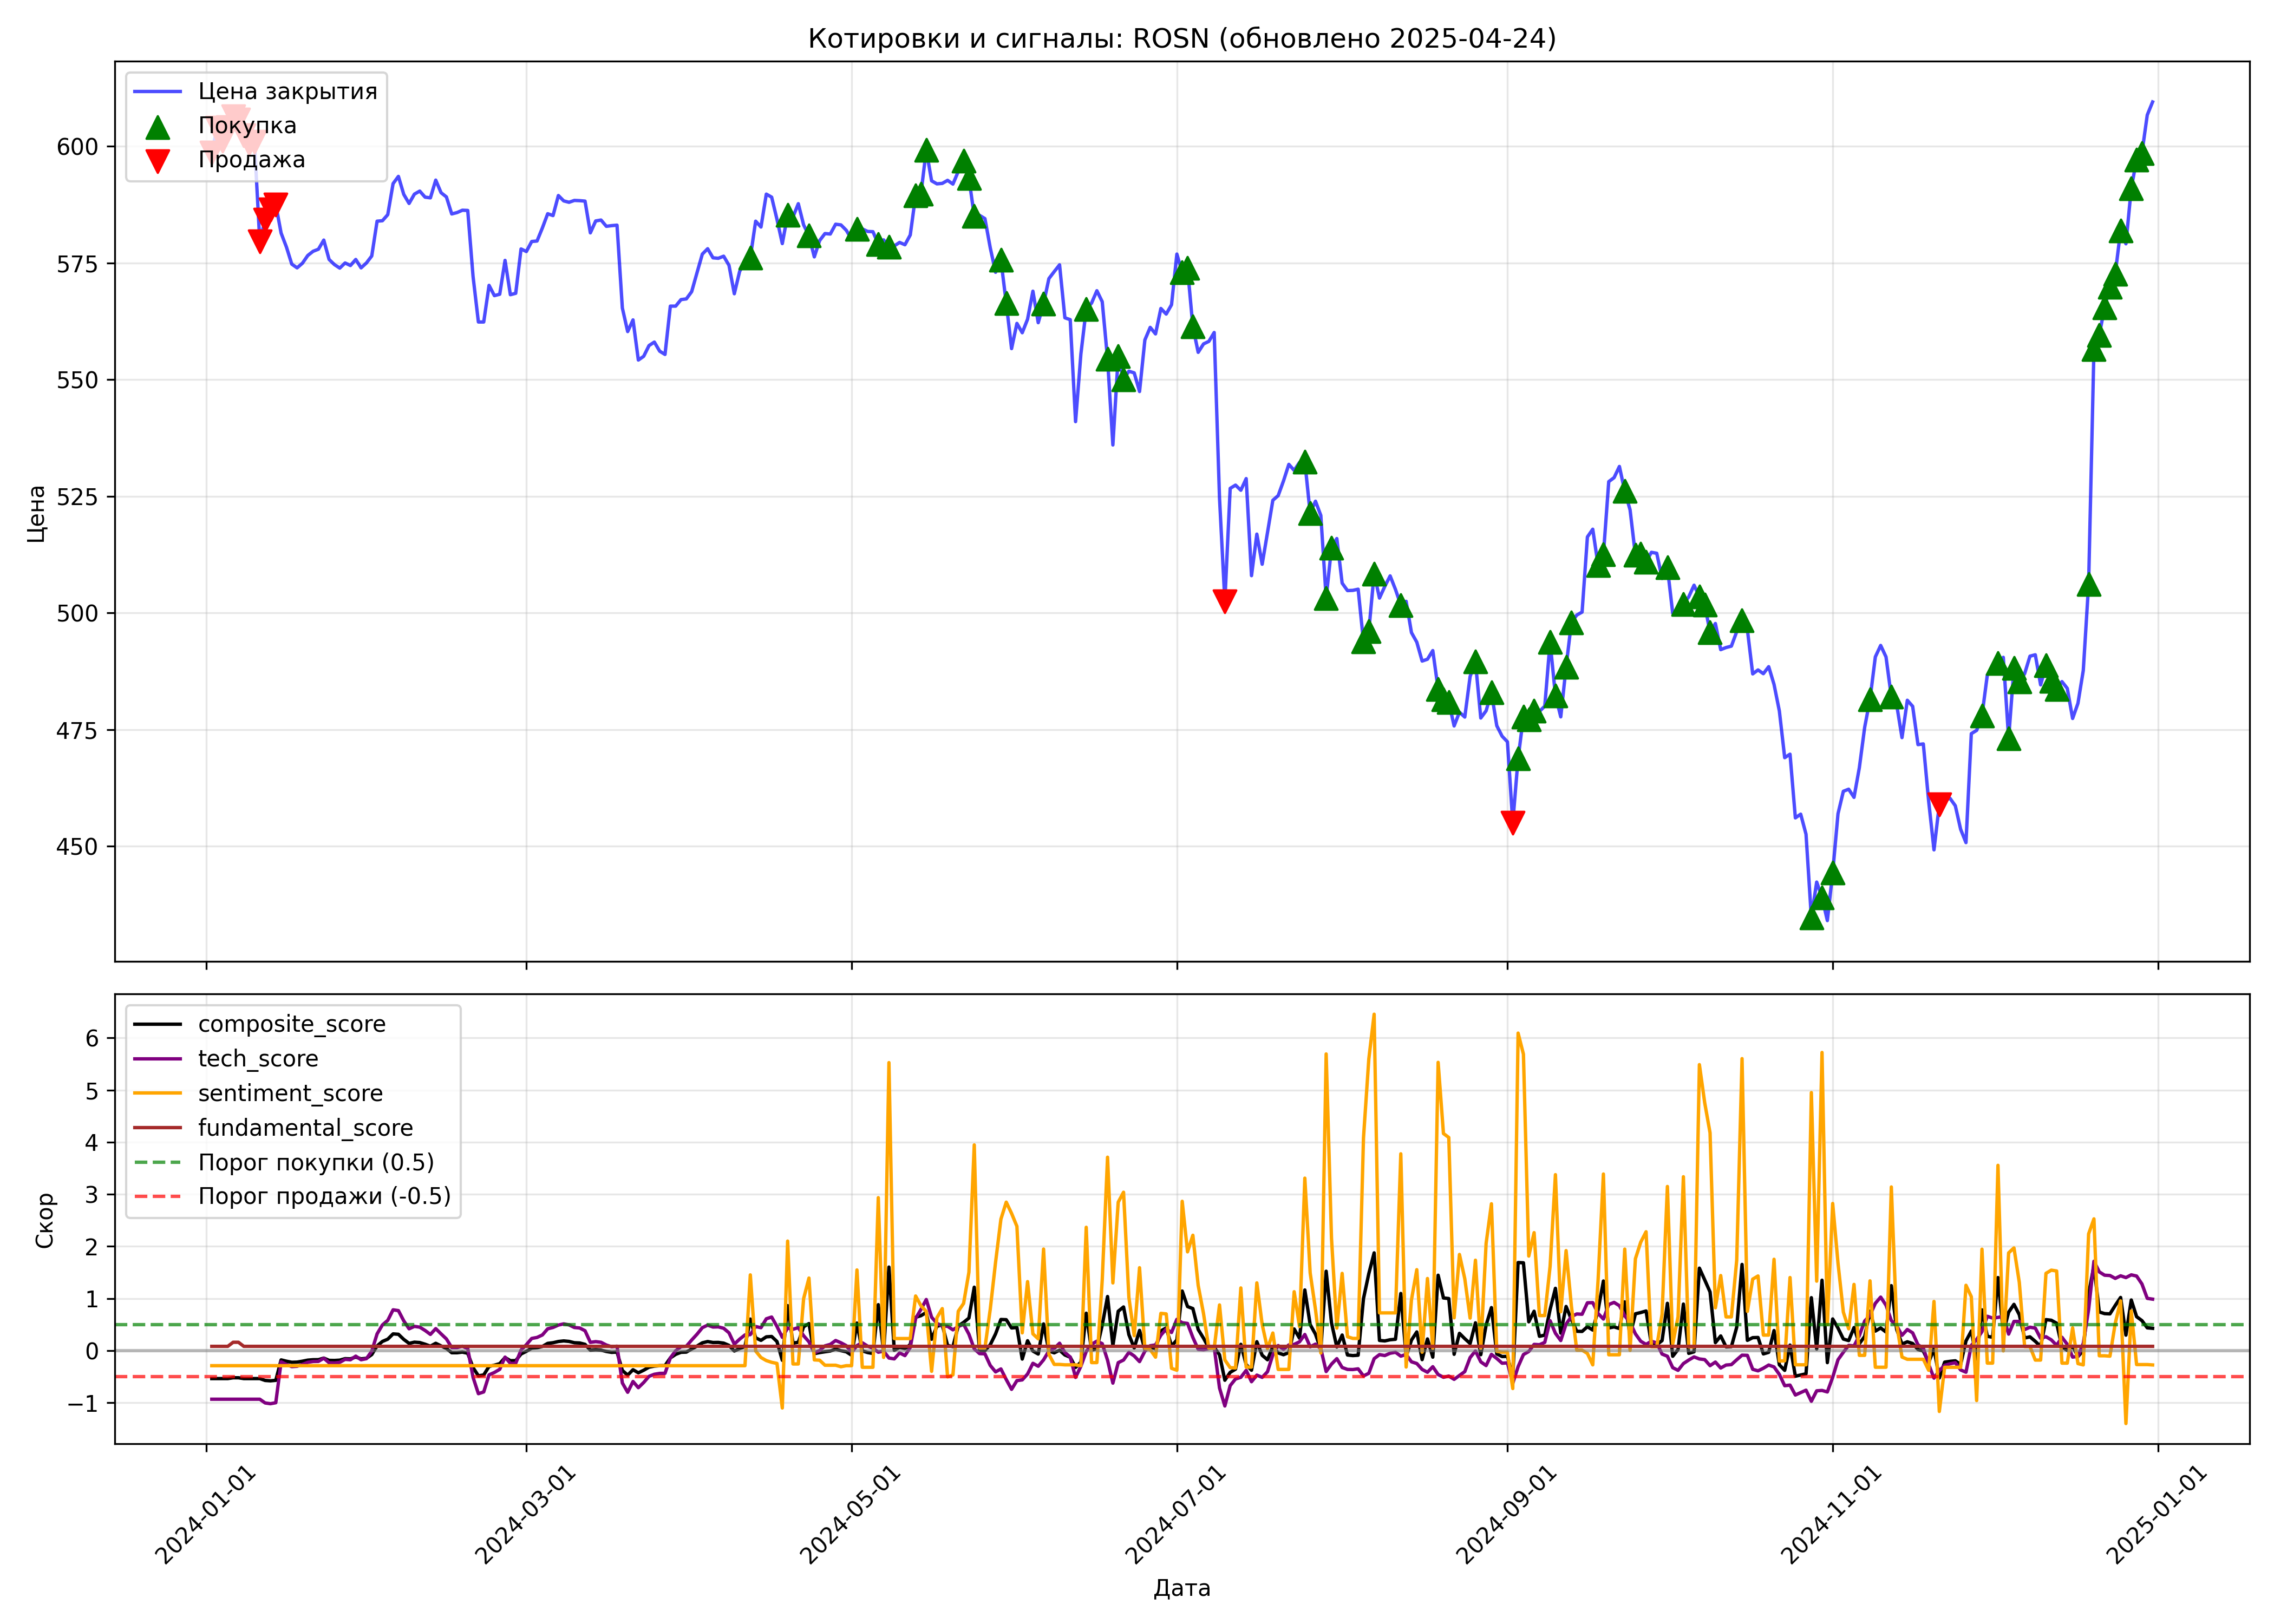 Котировки и сигналы: ROSN (обновлено 2025-04-24)
Цена закрытия
Покупка
Продажа
600
575
550
525
500
475
450
Цена
composite_score
tech_score
sentiment_score
fundamental_score
Порог покупки (0.5)
Порог продажи (-0.5)
6
5
4
3
2
1
0
−1
Скор
2024-01-01
2024-03-01
2024-05-01
2024-07-01
2024-09-01
2024-11-01
2025-01-01
Дата